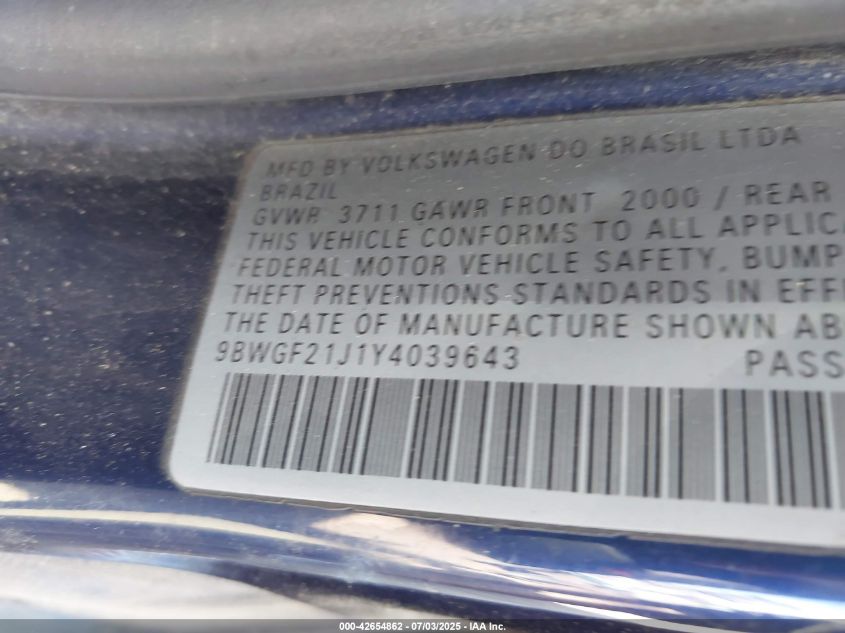 MFD BY VOLKSWAGEN DO BRASIL LTDA
BRAZIL
GVWR 3711 GAWR FRONT 2000 / REAR
THIS VEHICLE CONFORMS TO ALL APPLICA
FEDERAL MOTOR VEHICLE SAFETY, BUMP
THEFT PREVENTIONS STANDARDS IN EFFE
THE DATE OF MANUFACTURE SHOWN AB
9BWGF21J1Y4039643 PASS
000-42654862 - 07/03/2025 - IAA Inc.